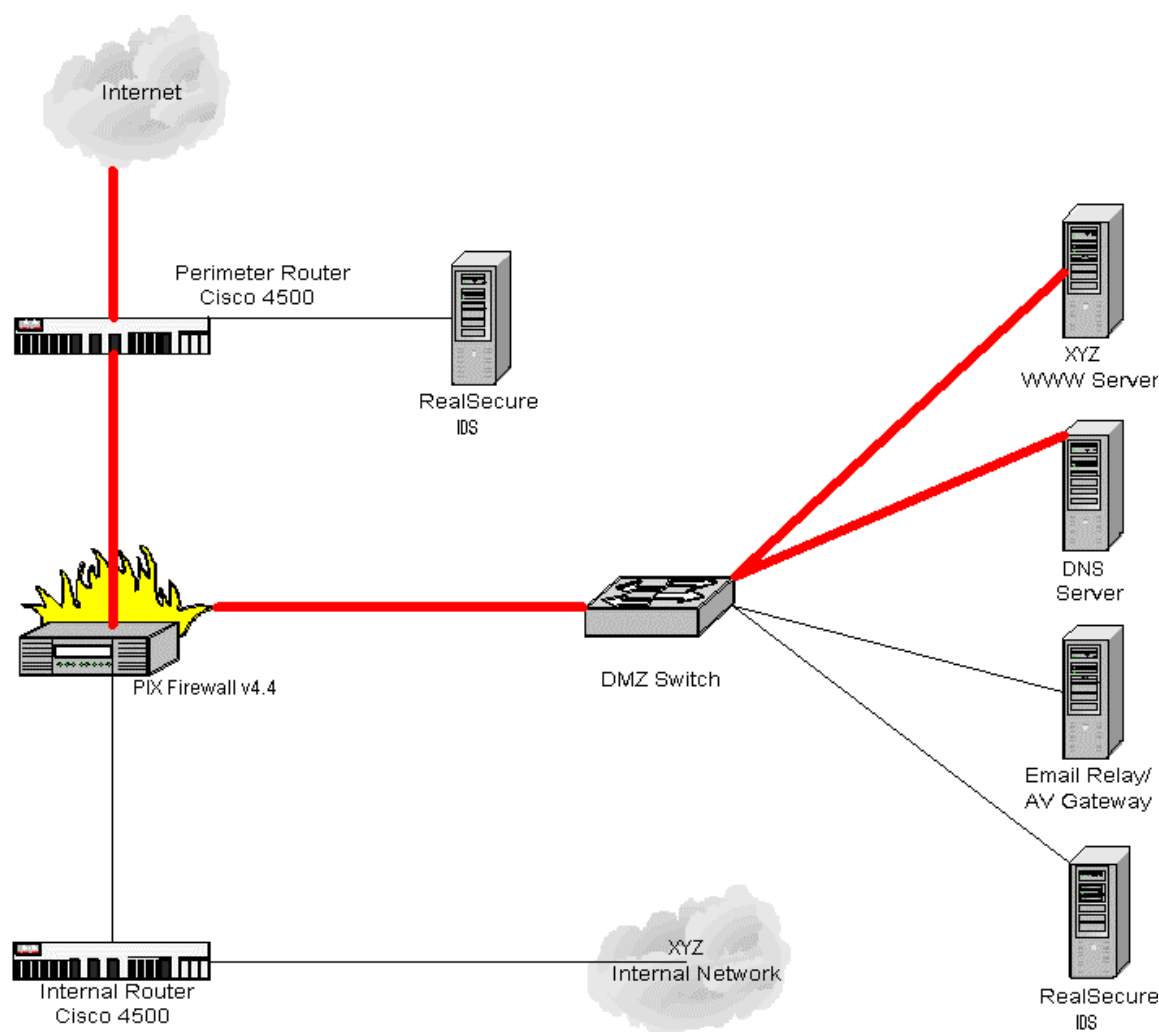 Internet
Perimeter Router
Cisco 4500
RealSecure
IDS
XYZ
WWW Server
DNS
Server
PIX Firewall v4.4
DMZ Switch
Email Relay/
AV Gateway
XYZ
Internal Network
Internal Router
Cisco 4500
RealSecure
IDS